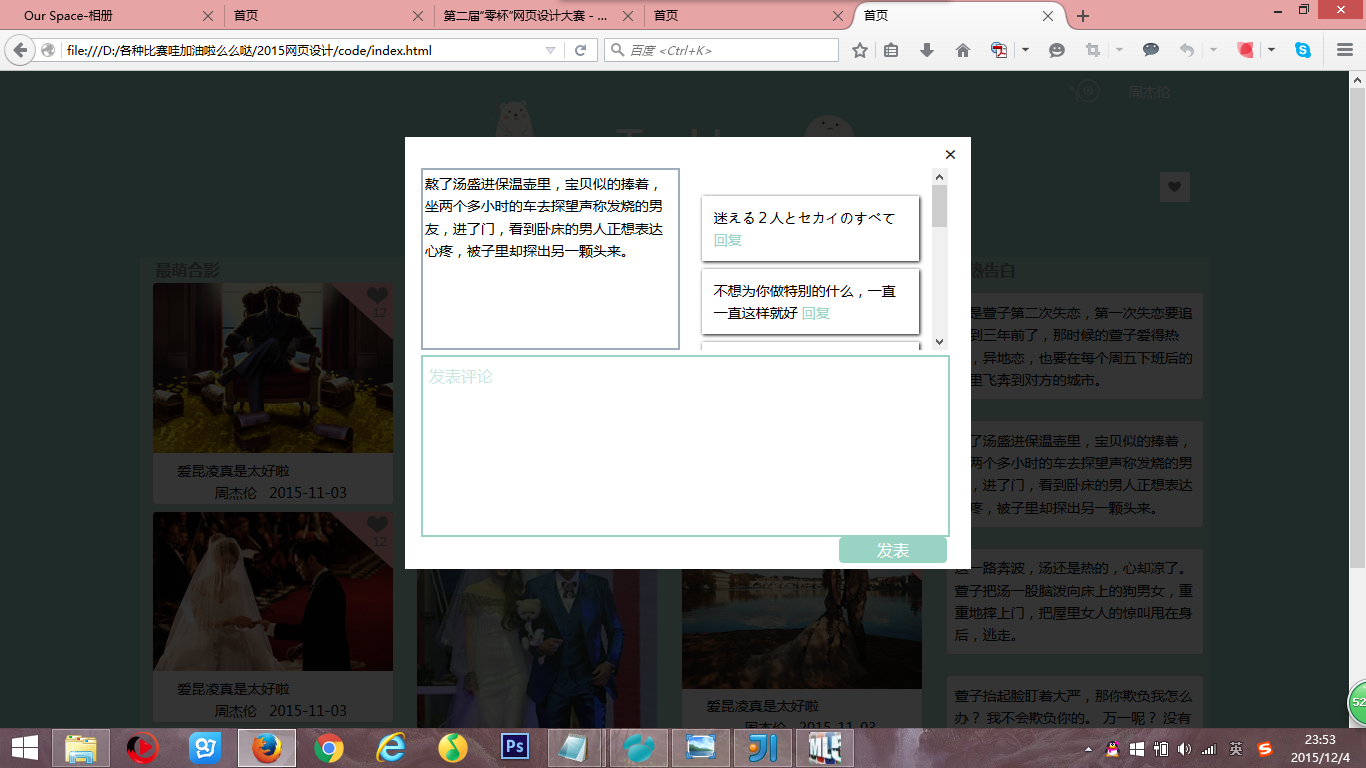 Our Space-相册
首页
第二届“零杯”网页设计大赛 - ...
首页
首页
file:///D:/各种比赛哇加油啦么么哒/2015网页设计/code/index.html
百度 <Ctrl+K>
周杰伦
熬了汤盛进保温壶里，宝贝似的捧着，
坐两个多小时的车去探望声称发烧的男
友，进了门，看到卧床的男人正想表达
心疼，被子里却探出另一颗头来。
迷える２人とセカイのすべて
回复
不想为你做特别的什么，一直
一直这样就好 回复
发表评论
发表
最萌合影
12
爱昆凌真是太好啦
周杰伦 2015-11-03
12
爱昆凌真是太好啦
周杰伦 2015-11-03
爱昆凌真是太好啦
周杰伦 2015-11-03
热告白
是萱子第二次失恋，第一次失恋要追
到三年前了，那时候的萱子爱得热
，异地恋，也要在每个周五下班后的
里飞奔到对方的城市。
了汤盛进保温壶里，宝贝似的捧着，
两个多小时的车去探望声称发烧的男
，进了门，看到卧床的男人正想表达
疼，被子里却探出另一颗头来。
这一路奔波，汤还是热的，心却凉了。
萱子把汤一股脑泼向床上的狗男女，重
重地摔上门，把屋里女人的惊叫甩在身
后，逃走。
萱子抬起脸盯着大严，那你欺负我怎么
办？ 我不会欺负你的。 万一呢？ 没有
52
Ps
MLE
英
23:53
2015/12/4